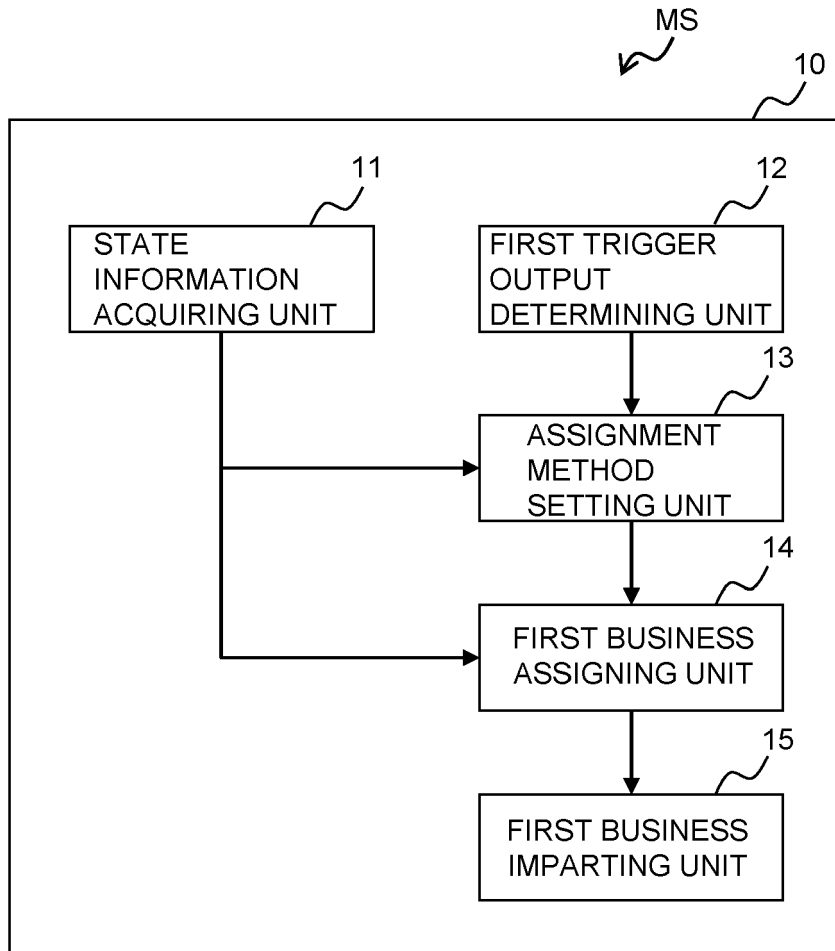 MS
10
11
STATE
INFORMATION
ACQUIRING UNIT
12
FIRST TRIGGER
OUTPUT
DETERMINING UNIT
13
ASSIGNMENT
METHOD
SETTING UNIT
14
FIRST BUSINESS
ASSIGNING UNIT
15
FIRST BUSINESS
IMPARTING UNIT